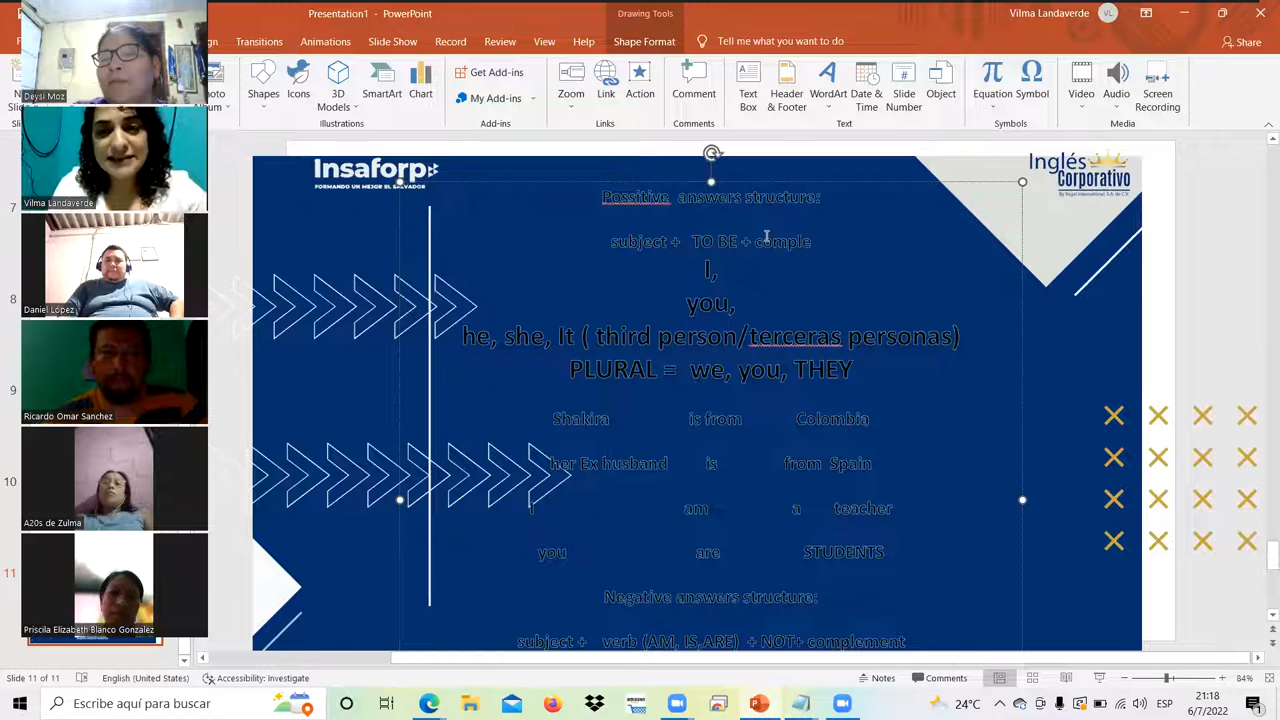 Presentation1 - PowerPoint
Drawing Tools
Vilma Landaverde
VL
Transitions
Animations
Slide Show
Record
Review
View
Help
Shape Format
Tell me what you want to do
Share
Shapes
Icons
3D
Models
SmartArt
Chart
Get Add-ins
My Add-ins
Zoom
Link
Action
Comment
Text
Box
Header
& Footer
WordArt
Date &
Time
Slide
Number
Object
Equation
Symbol
Video
Audio
Screen
Recording
Illustrations
Add-ins
Links
Comments
Text
Symbols
Media
Deysi Moz
Vilma Landaverde
Daniel López
Ricardo Omar Sanchez
A20s de Zulma
Priscila Elizabeth Blanco Gonzalez
8
9
10
11
Insaforp
FORMANDO UN MEJOR EL SALVADOR
Inglés
Corporativo
Possitive answers structure:
subject + TO BE + comple
I,
you,
he, she, It ( third person/terceras personas)
PLURAL = we, you, THEY
Shakira is from Colombia
her Ex husband is from Spain
I am a teacher
you are STUDENTS
Negative answers structure:
subject + verb (AM, IS,ARE) + NOT+ complement
Slide 11 of 11
English (United States)
Accessibility: Investigate
Notes
Comments
84%
Escribe aquí para buscar
24°C
ESP
21:18
6/7/2022